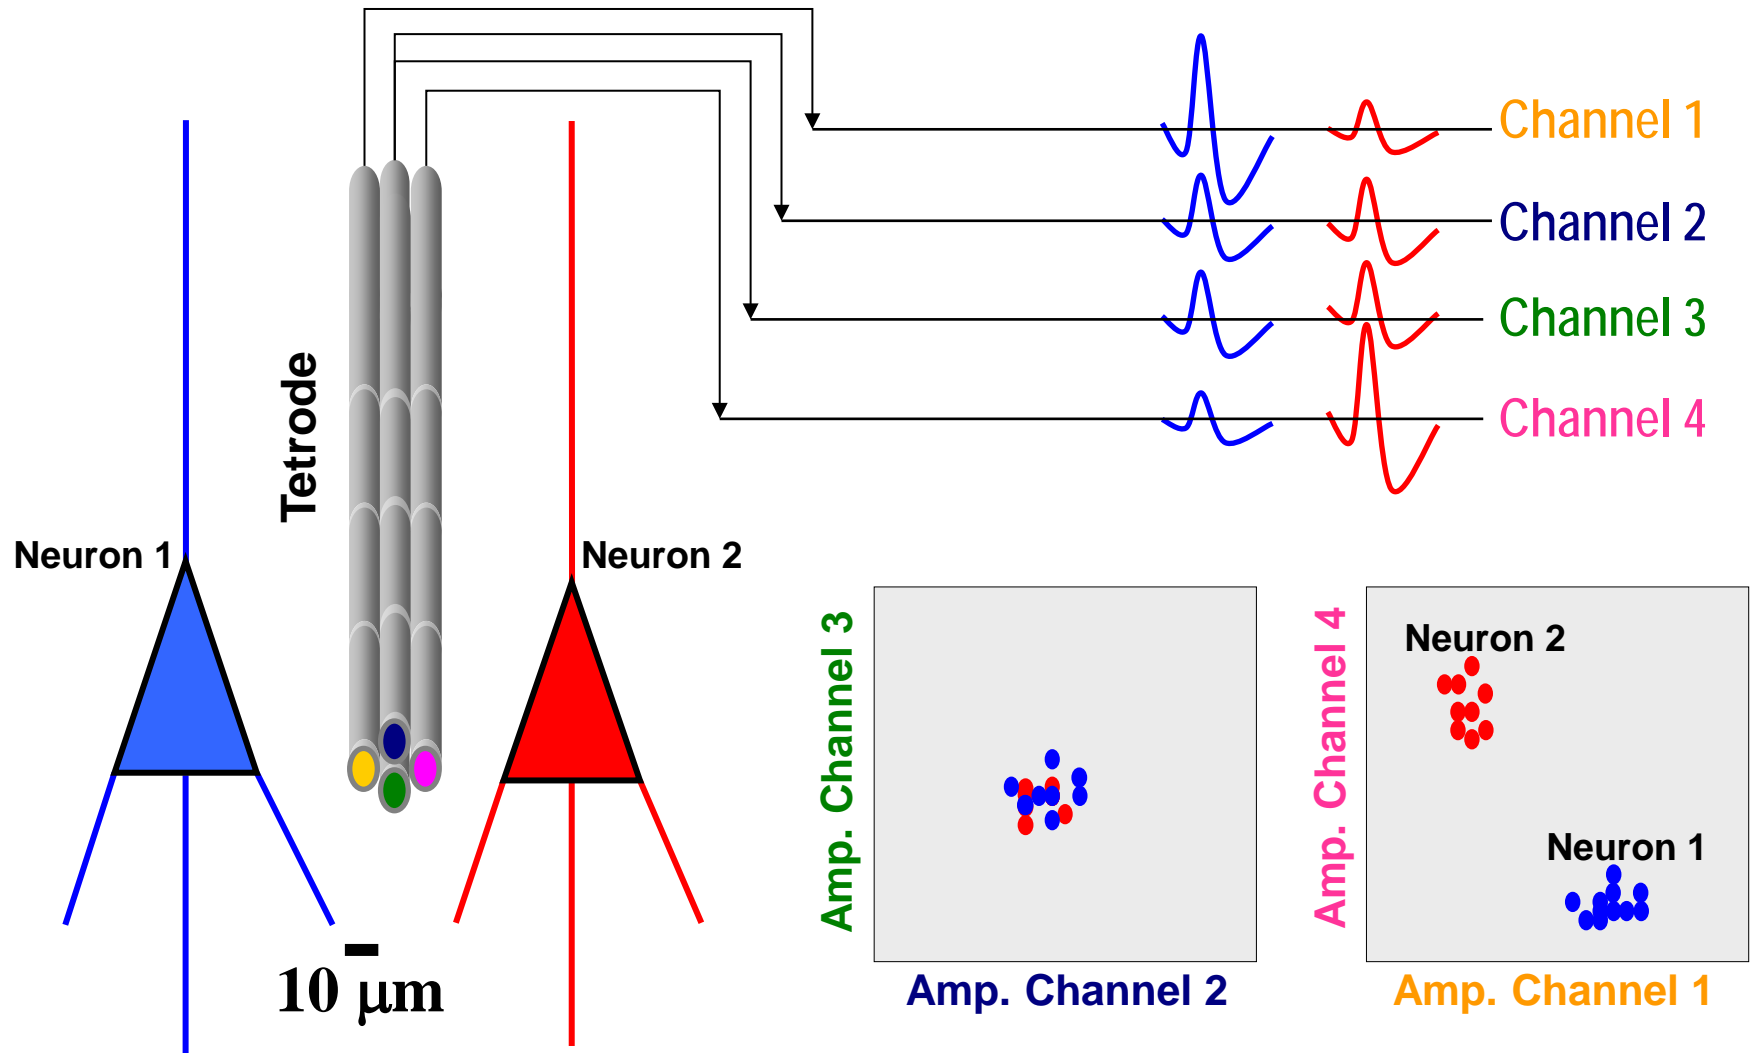 Channel 1
Channel 2
Channel 3
Channel 4
Tetrode
Neuron 1
Neuron 2
10 μm
Amp. Channel 3
Amp. Channel 2
Amp. Channel 4
Neuron 2
Neuron 1
Amp. Channel 1